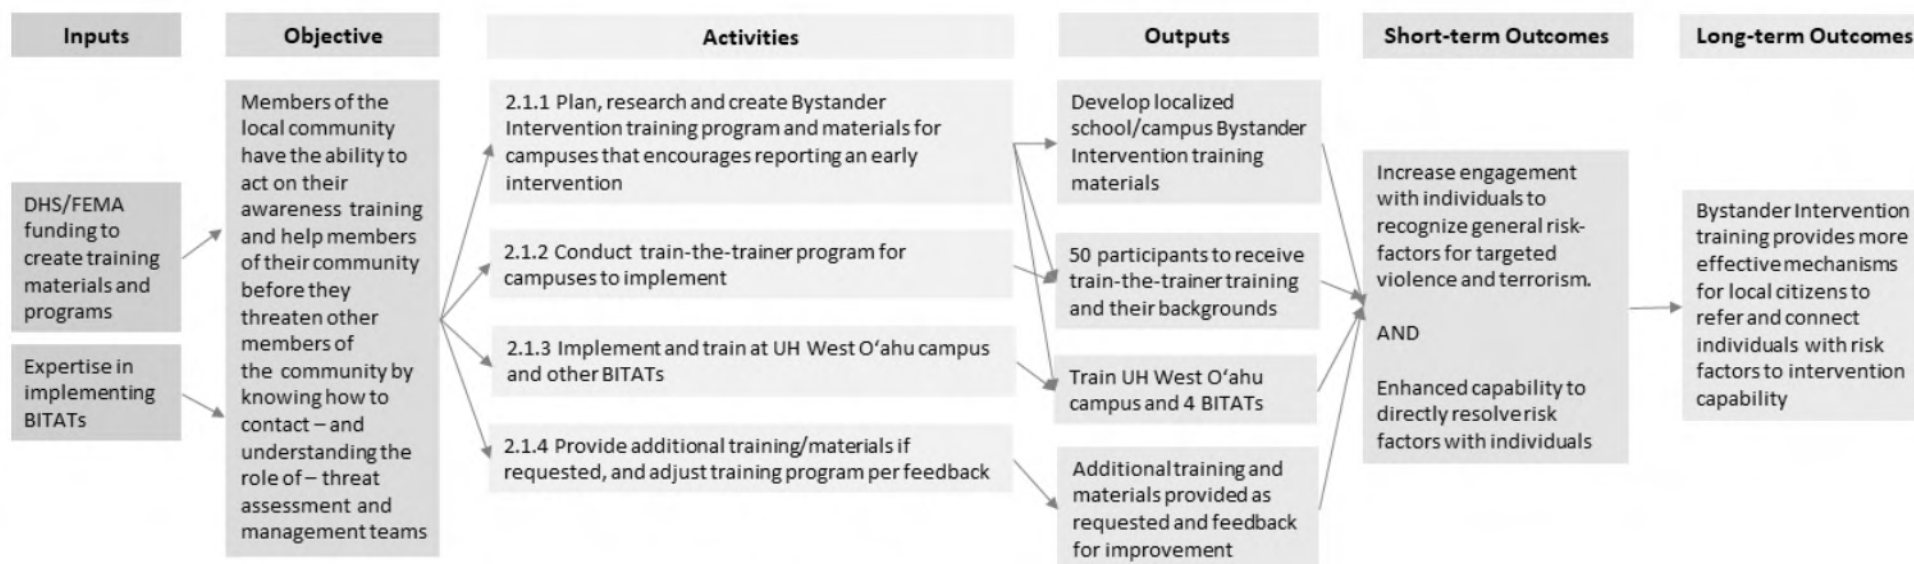 Inputs
Objective
Activities
Outputs
Short-term Outcomes
Long-term Outcomes
DHS/FEMA
funding to
create training
materials and
programs
Expertise in
implementing
BITATs
Members of the
local community
have the ability to
act on their
awareness training
and help members
of their community
before they
threaten other
members of
the community by
knowing how to
contact – and
understanding the
role of – threat
assessment and
management teams
2.1.1 Plan, research and create Bystander
Intervention training program and materials for
campuses that encourages reporting an early
intervention
2.1.2 Conduct train-the-trainer program for
campuses to implement
2.1.3 Implement and train at UH West Oʻahu campus
and other BITATs
2.1.4 Provide additional training/materials if
requested, and adjust training program per feedback
Develop localized
school/campus Bystander
Intervention training
materials
50 participants to receive
train-the-trainer training
and their backgrounds
Train UH West Oʻahu
campus and 4 BITATs
Additional training and
materials provided as
requested and feedback
for improvement
Increase engagement
with individuals to
recognize general risk-
factors for targeted
violence and terrorism.
AND
Enhanced capability to
directly resolve risk
factors with individuals
Bystander Intervention
training provides more
effective mechanisms
for local citizens to
refer and connect
individuals with risk
factors to intervention
capability